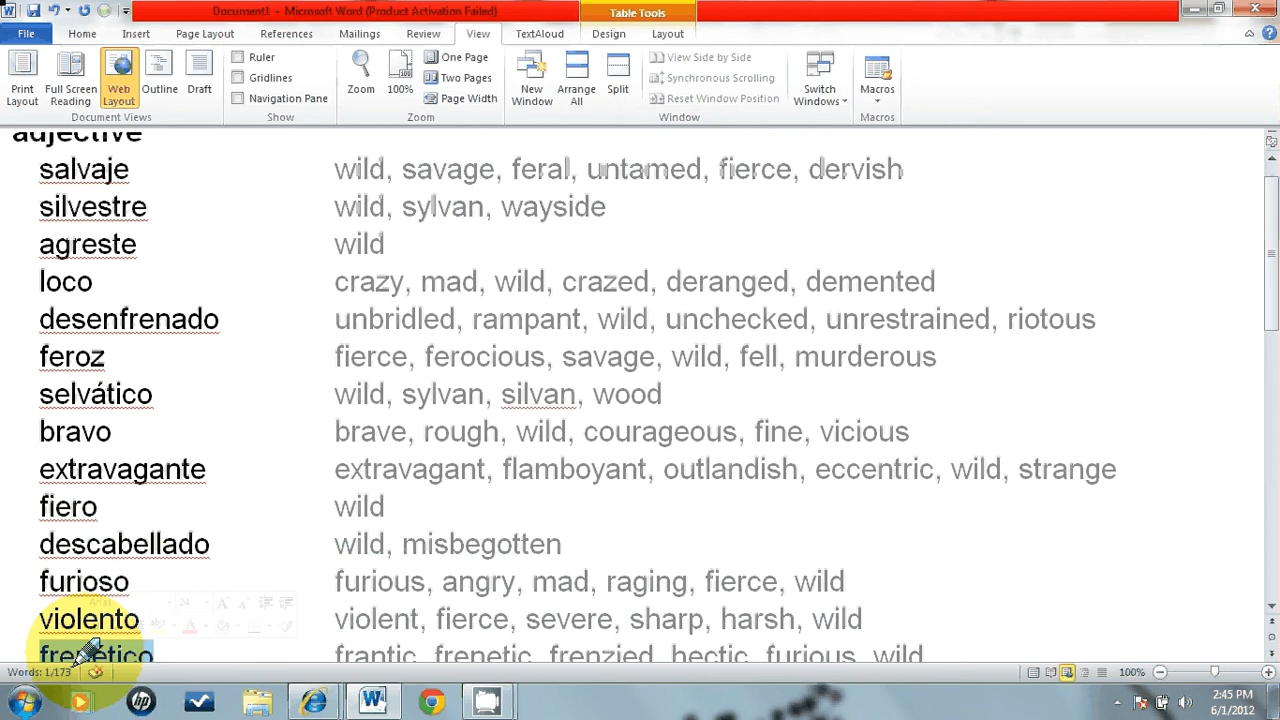 Document1 - Microsoft Word (Product Activation Failed)
Table Tools
File Home Insert Page Layout References Mailings Review View TextAloud Design Layout
Print Layout
Full Screen Reading
Web Layout
Outline
Draft
Document Views
Ruler
Gridlines
Navigation Pane
Show
Zoom
100%
One Page
Two Pages
Page Width
Zoom
New Window
Arrange All
Split
View Side by Side
Synchronous Scrolling
Reset Window Position
Window
Switch Windows
Macros
Macros
adjective
salvaje wild, savage, feral, untamed, fierce, dervish
silvestre wild, sylvan, wayside
agreste wild
loco crazy, mad, wild, crazed, deranged, demented
desenfrenado unbridled, rampant, wild, unchecked, unrestrained, riotous
feroz fierce, ferocious, savage, wild, fell, murderous
selvático wild, sylvan, silvan, wood
bravo brave, rough, wild, courageous, fine, vicious
extravagante extravagant, flamboyant, outlandish, eccentric, wild, strange
fiero wild
descabellado wild, misbegotten
furioso furious, angry, mad, raging, fierce, wild
violento violent, fierce, severe, sharp, harsh, wild
frenético frantic, frenetic, frenzied, hectic, furious, wild
Words: 1/173
100%
hp
2:45 PM
6/1/2012